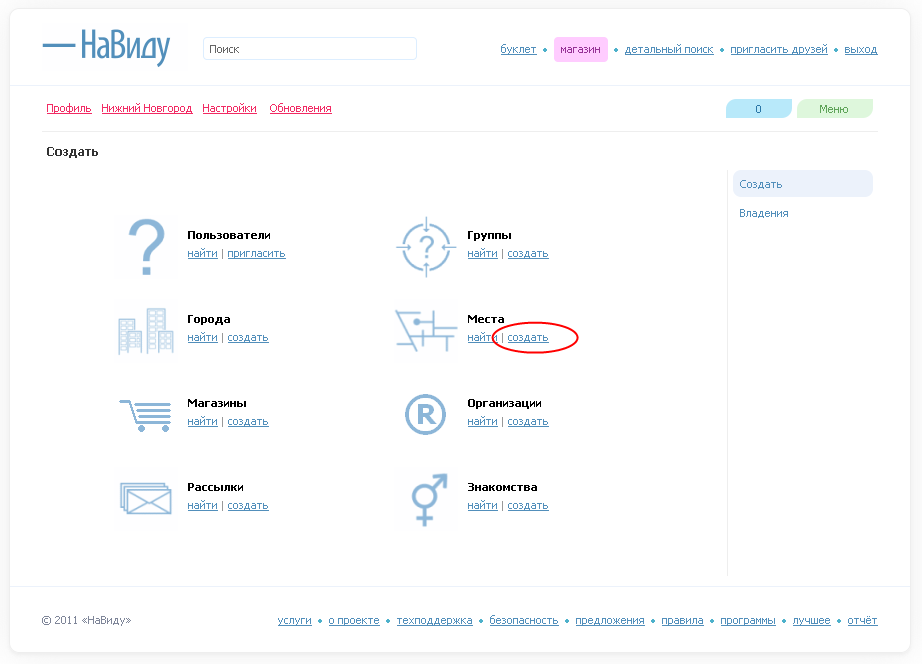 НаВиду
Поиск
буклет • магазин • детальный поиск • пригласить друзей • выход
Профиль Нижний Новгород Настройки Обновления
0 Меню
Создать
Создать
Владения
?
Пользователи
найти | пригласить
?
Группы
найти | создать
Города
найти | создать
Места
найти | создать
Магазины
найти | создать
R
Организации
найти | создать
Рассылки
найти | создать
Знакомства
найти | создать
© 2011 «НаВиду»
услуги • о проекте • техподдержка • безопасность • предложения • правила • программы • лучшее • отчёт